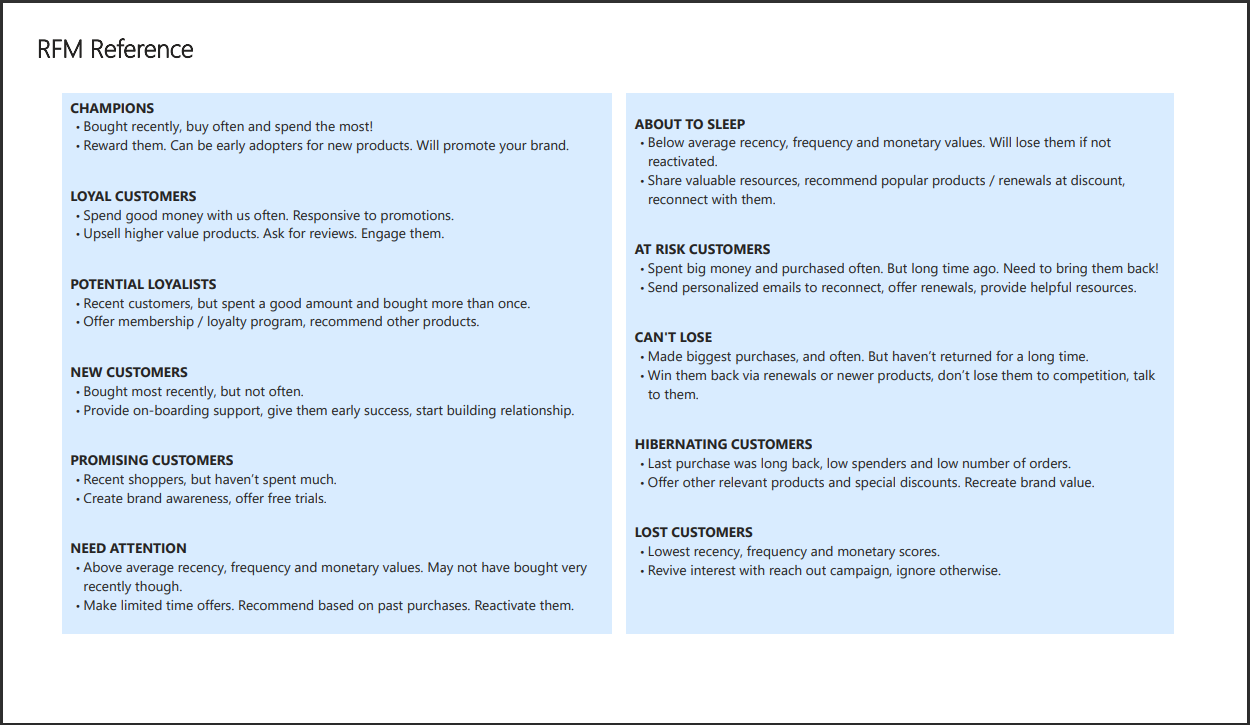 RFM Reference
CHAMPIONS
• Bought recently, buy often and spend the most!
• Reward them. Can be early adopters for new products. Will promote your brand.
LOYAL CUSTOMERS
• Spend good money with us often. Responsive to promotions.
• Upsell higher value products. Ask for reviews. Engage them.
POTENTIAL LOYALISTS
• Recent customers, but spent a good amount and bought more than once.
• Offer membership / loyalty program, recommend other products.
NEW CUSTOMERS
• Bought most recently, but not often.
• Provide on-boarding support, give them early success, start building relationship.
PROMISING CUSTOMERS
• Recent shoppers, but haven’t spent much.
• Create brand awareness, offer free trials.
NEED ATTENTION
• Above average recency, frequency and monetary values. May not have bought very
recently though.
• Make limited time offers. Recommend based on past purchases. Reactivate them.
ABOUT TO SLEEP
• Below average recency, frequency and monetary values. Will lose them if not
reactivated.
• Share valuable resources, recommend popular products / renewals at discount,
reconnect with them.
AT RISK CUSTOMERS
• Spent big money and purchased often. But long time ago. Need to bring them back!
• Send personalized emails to reconnect, offer renewals, provide helpful resources.
CAN'T LOSE
• Made biggest purchases, and often. But haven’t returned for a long time.
• Win them back via renewals or newer products, don’t lose them to competition, talk
to them.
HIBERNATING CUSTOMERS
• Last purchase was long back, low spenders and low number of orders.
• Offer other relevant products and special discounts. Recreate brand value.
LOST CUSTOMERS
• Lowest recency, frequency and monetary scores.
• Revive interest with reach out campaign, ignore otherwise.